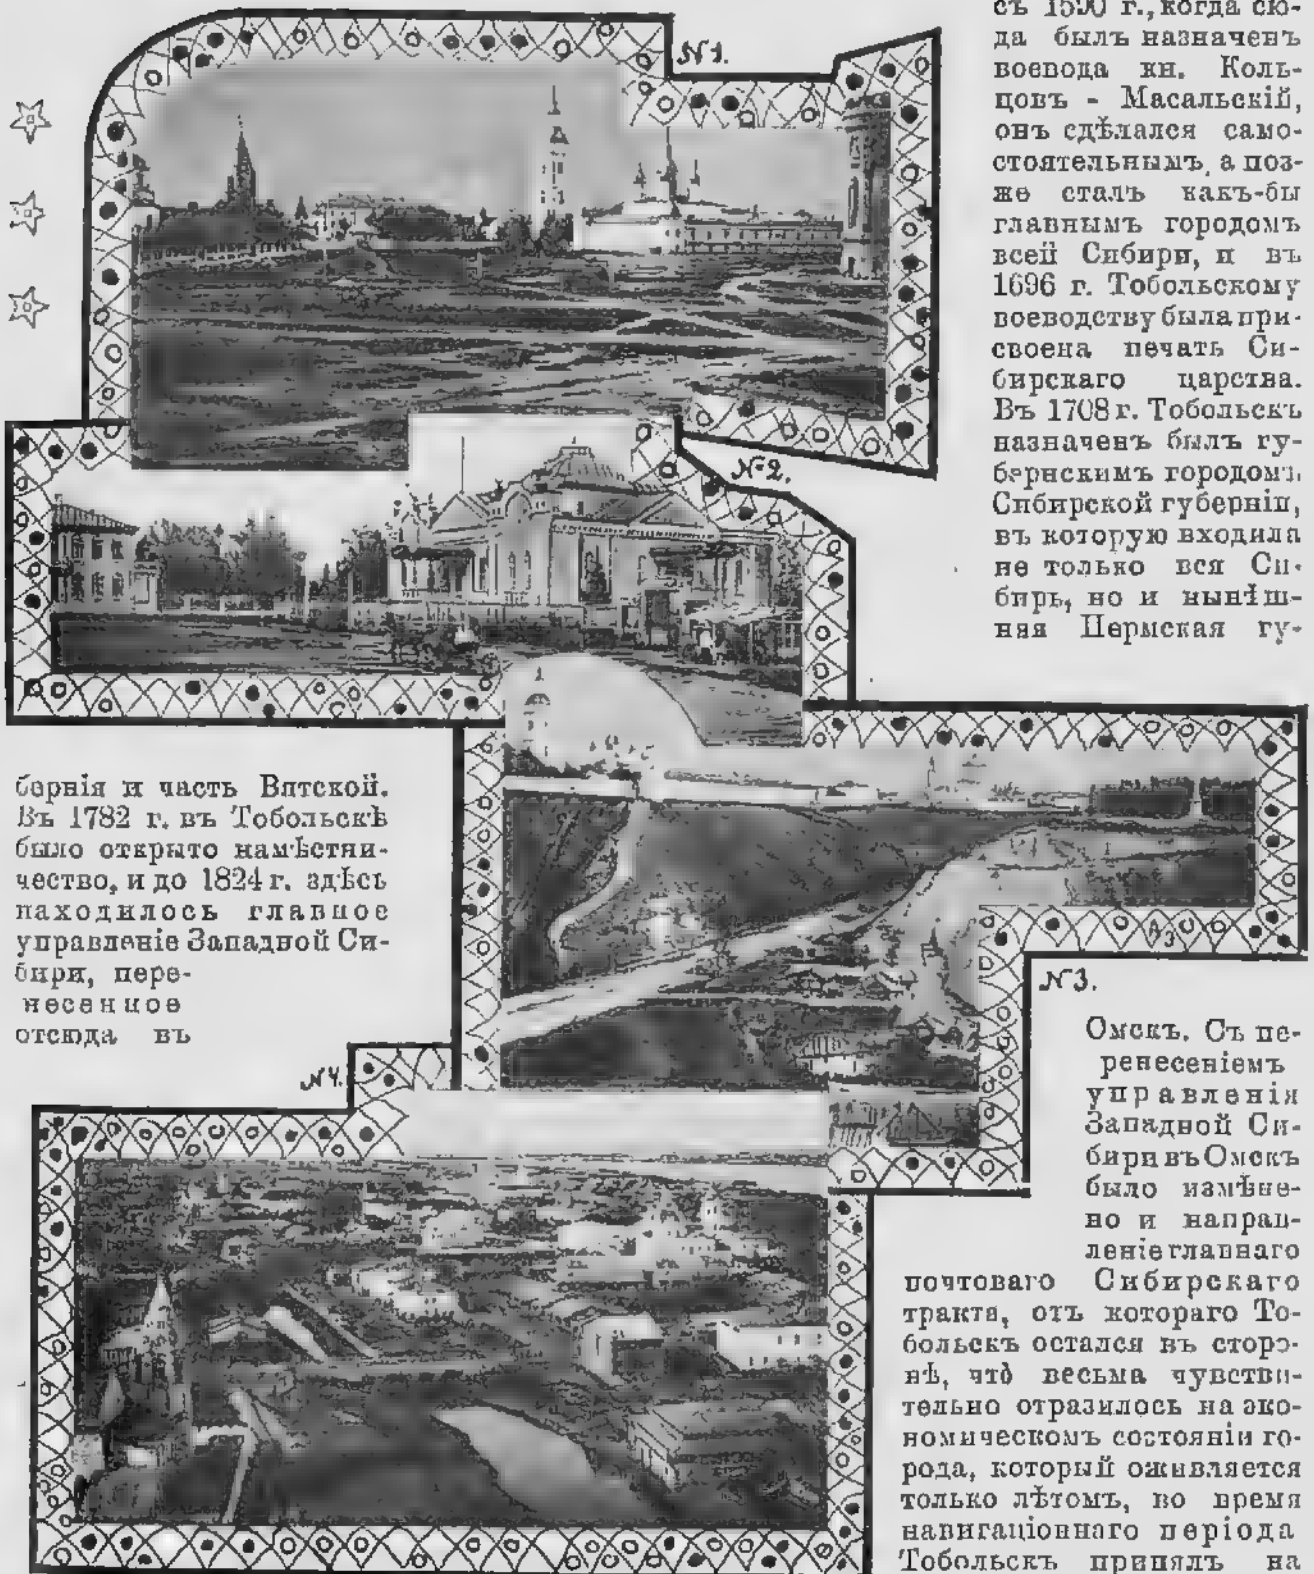 съ 1590 г., когда сю-
да былъ назначенъ
воевода кн. Коль-
цовъ - Масальскій,
онъ сдѣлался само-
стоятельнымъ, а поз-
же сталъ какъ-бы
главнымъ городомъ
всей Сибири, и въ
1696 г. Тобольскому
воеводству была при-
своена печать Си-
бирскаго царства.
Въ 1708 г. Тобольскъ
назначенъ былъ гу-
бернскимъ городомъ
Сибирской губерніи,
въ которую входила
не только вся Си-
бирь, но и нынѣш-
няя Пермская гу-
бернія и часть Вятской.
Въ 1782 г. въ Тобольскѣ
было открыто намѣстни-
чество, и до 1824 г. здѣсь
находилось главное
управленіе Западной Си-
бири, пере-
несенное
отсюда въ
Омскъ. Съ пе-
ренесеніемъ
управленія
Западной Си-
бири въ Омскъ
было измѣне-
но и направ-
леніе главнаго
почтоваго Сибирскаго
тракта, отъ котораго То-
больскъ остался въ сторо-
нѣ, что̀ весьма чувстви-
тельно отразилось на эко-
номическомъ состояніи го-
рода, который оживляется
только лѣтомъ, во время
навигаціоннаго періода
Тобольскъ принялъ на
№1.
№2.
№3.
№4.